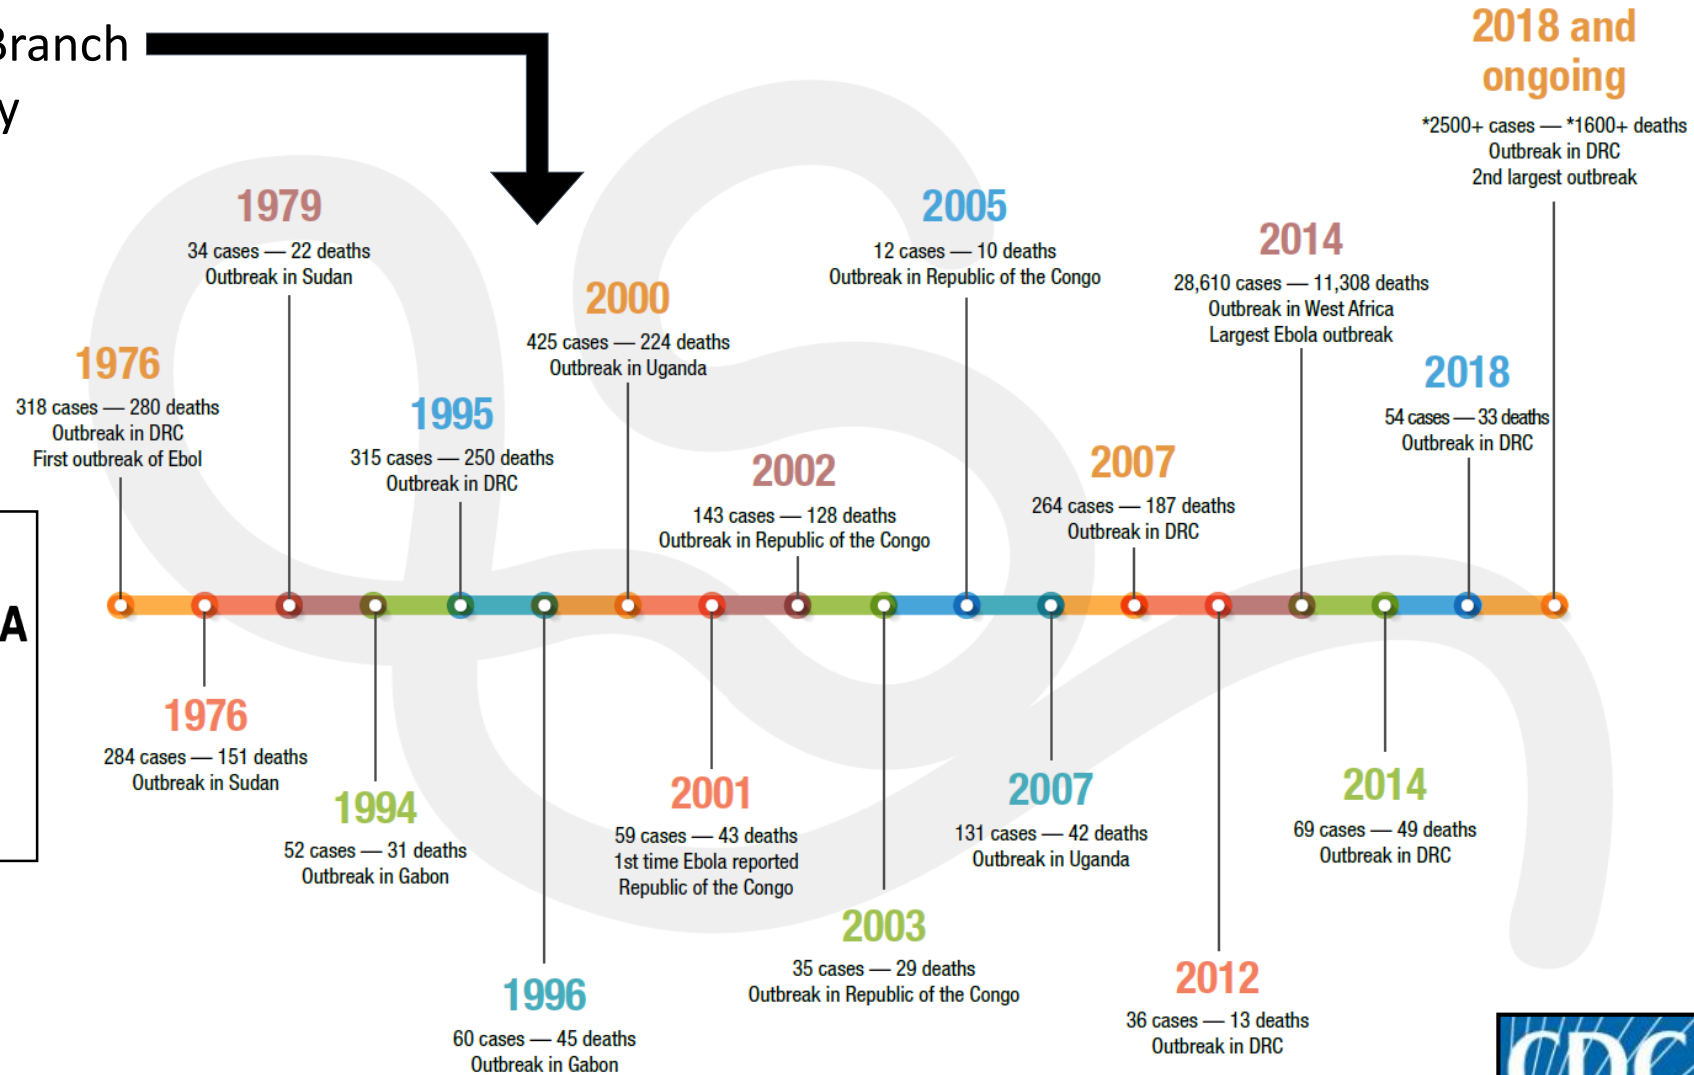 Branch
y
2018 and
ongoing
*2500+ cases — *1600+ deaths
Outbreak in DRC
2nd largest outbreak
1979
34 cases — 22 deaths
Outbreak in Sudan
2005
12 cases — 10 deaths
Outbreak in Republic of the Congo
2014
28,610 cases — 11,308 deaths
Outbreak in West Africa
Largest Ebola outbreak
2000
425 cases — 224 deaths
Outbreak in Uganda
1976
318 cases — 280 deaths
Outbreak in DRC
First outbreak of Ebol
2018
54 cases — 33 deaths
Outbreak in DRC
1995
315 cases — 250 deaths
Outbreak in DRC
2002
143 cases — 128 deaths
Outbreak in Republic of the Congo
2007
264 cases — 187 deaths
Outbreak in DRC
A
1976
284 cases — 151 deaths
Outbreak in Sudan
1994
52 cases — 31 deaths
Outbreak in Gabon
2001
59 cases — 43 deaths
1st time Ebola reported
Republic of the Congo
2007
131 cases — 42 deaths
Outbreak in Uganda
2014
69 cases — 49 deaths
Outbreak in DRC
2003
35 cases — 29 deaths
Outbreak in Republic of the Congo
1996
60 cases — 45 deaths
Outbreak in Gabon
2012
36 cases — 13 deaths
Outbreak in DRC
CDC